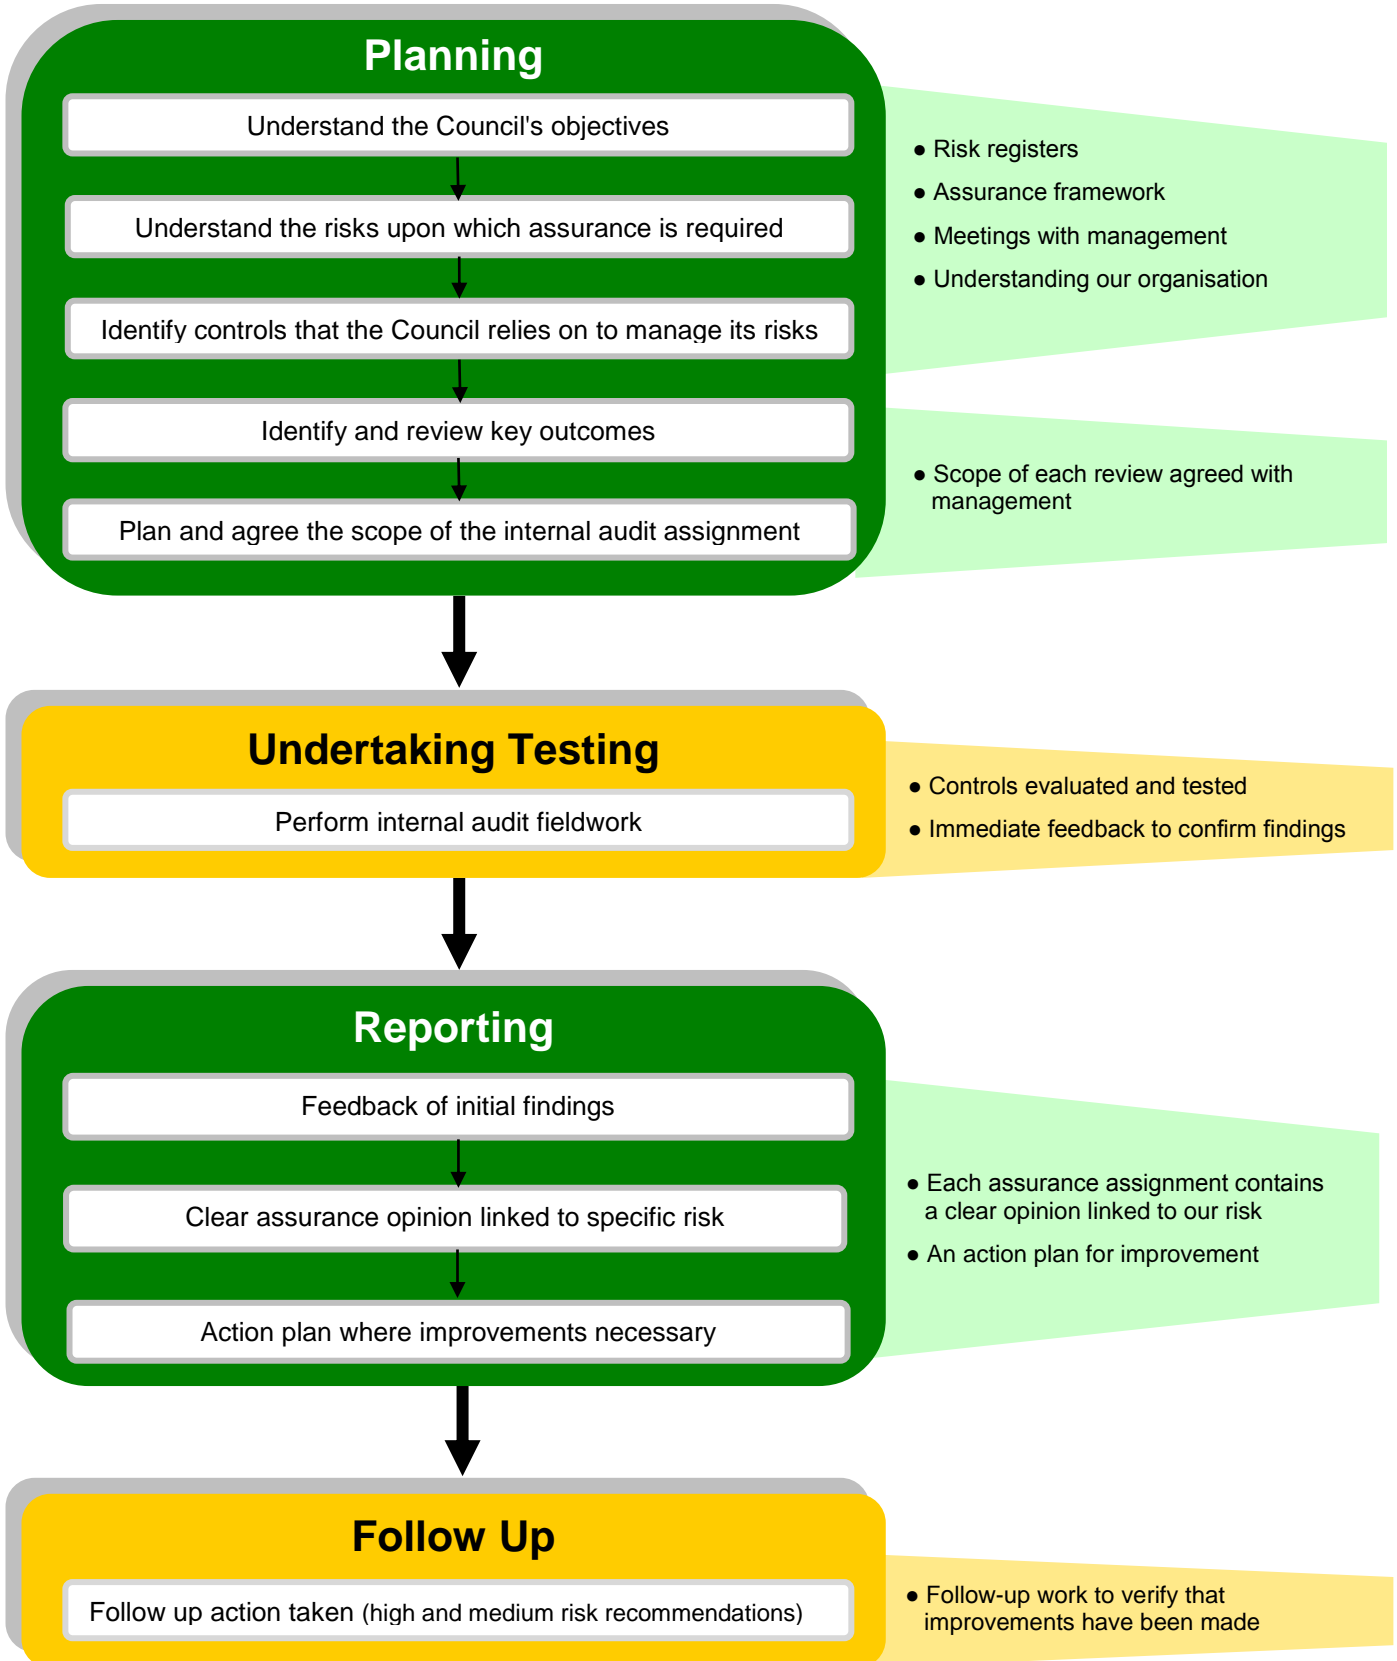 Planning
Understand the Council's objectives
Understand the risks upon which assurance is required
Identify controls that the Council relies on to manage its risks
Identify and review key outcomes
Plan and agree the scope of the internal audit assignment
● Risk registers
● Assurance framework
● Meetings with management
● Understanding our organisation
● Scope of each review agreed with
management
Undertaking Testing
Perform internal audit fieldwork
● Controls evaluated and tested
● Immediate feedback to confirm findings
Reporting
Feedback of initial findings
Clear assurance opinion linked to specific risk
Action plan where improvements necessary
● Each assurance assignment contains
a clear opinion linked to our risk
● An action plan for improvement
Follow Up
Follow up action taken (high and medium risk recommendations)
● Follow-up work to verify that
improvements have been made